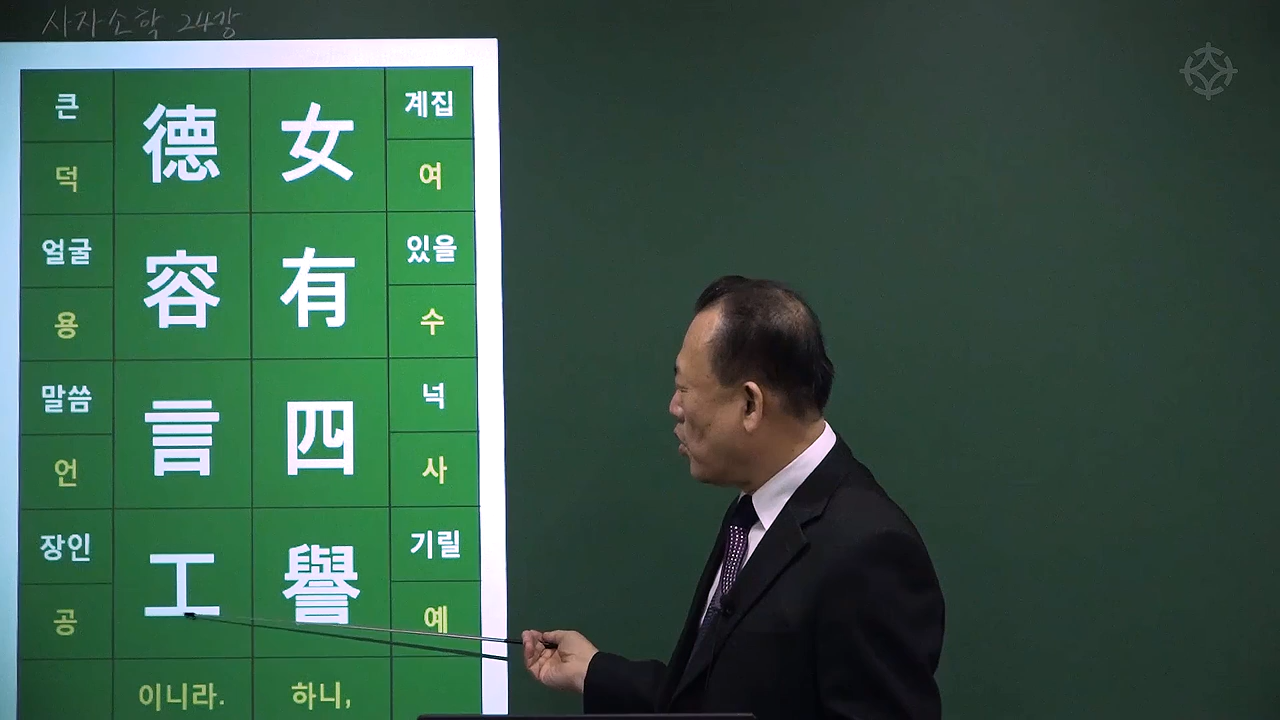 사자소학 24강
계집 여 있을 수 넉 사 기릴 예
女有四譽 하니,
德容言工 이니라.
큰 덕 얼굴 용 말씀 언 장인 공